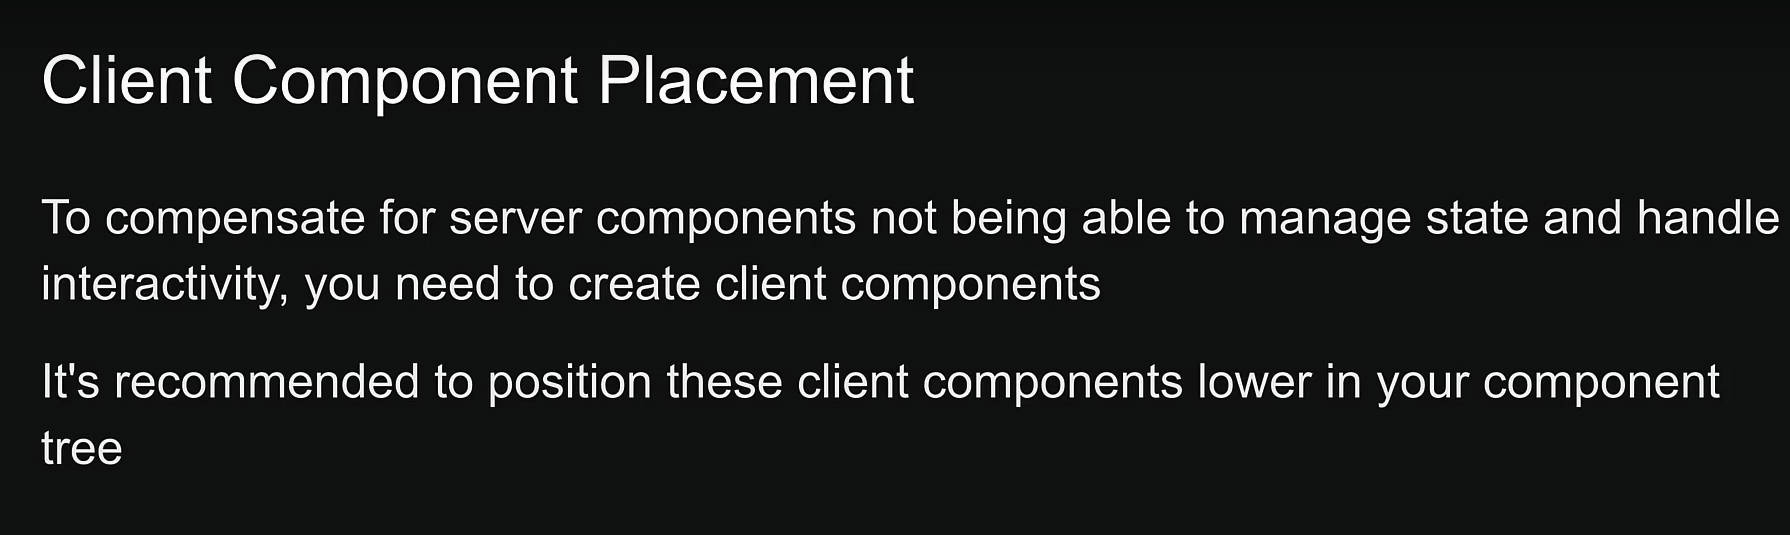 Client Component Placement
To compensate for server components not being able to manage state and handle
interactivity, you need to create client components
It's recommended to position these client components lower in your component
tree